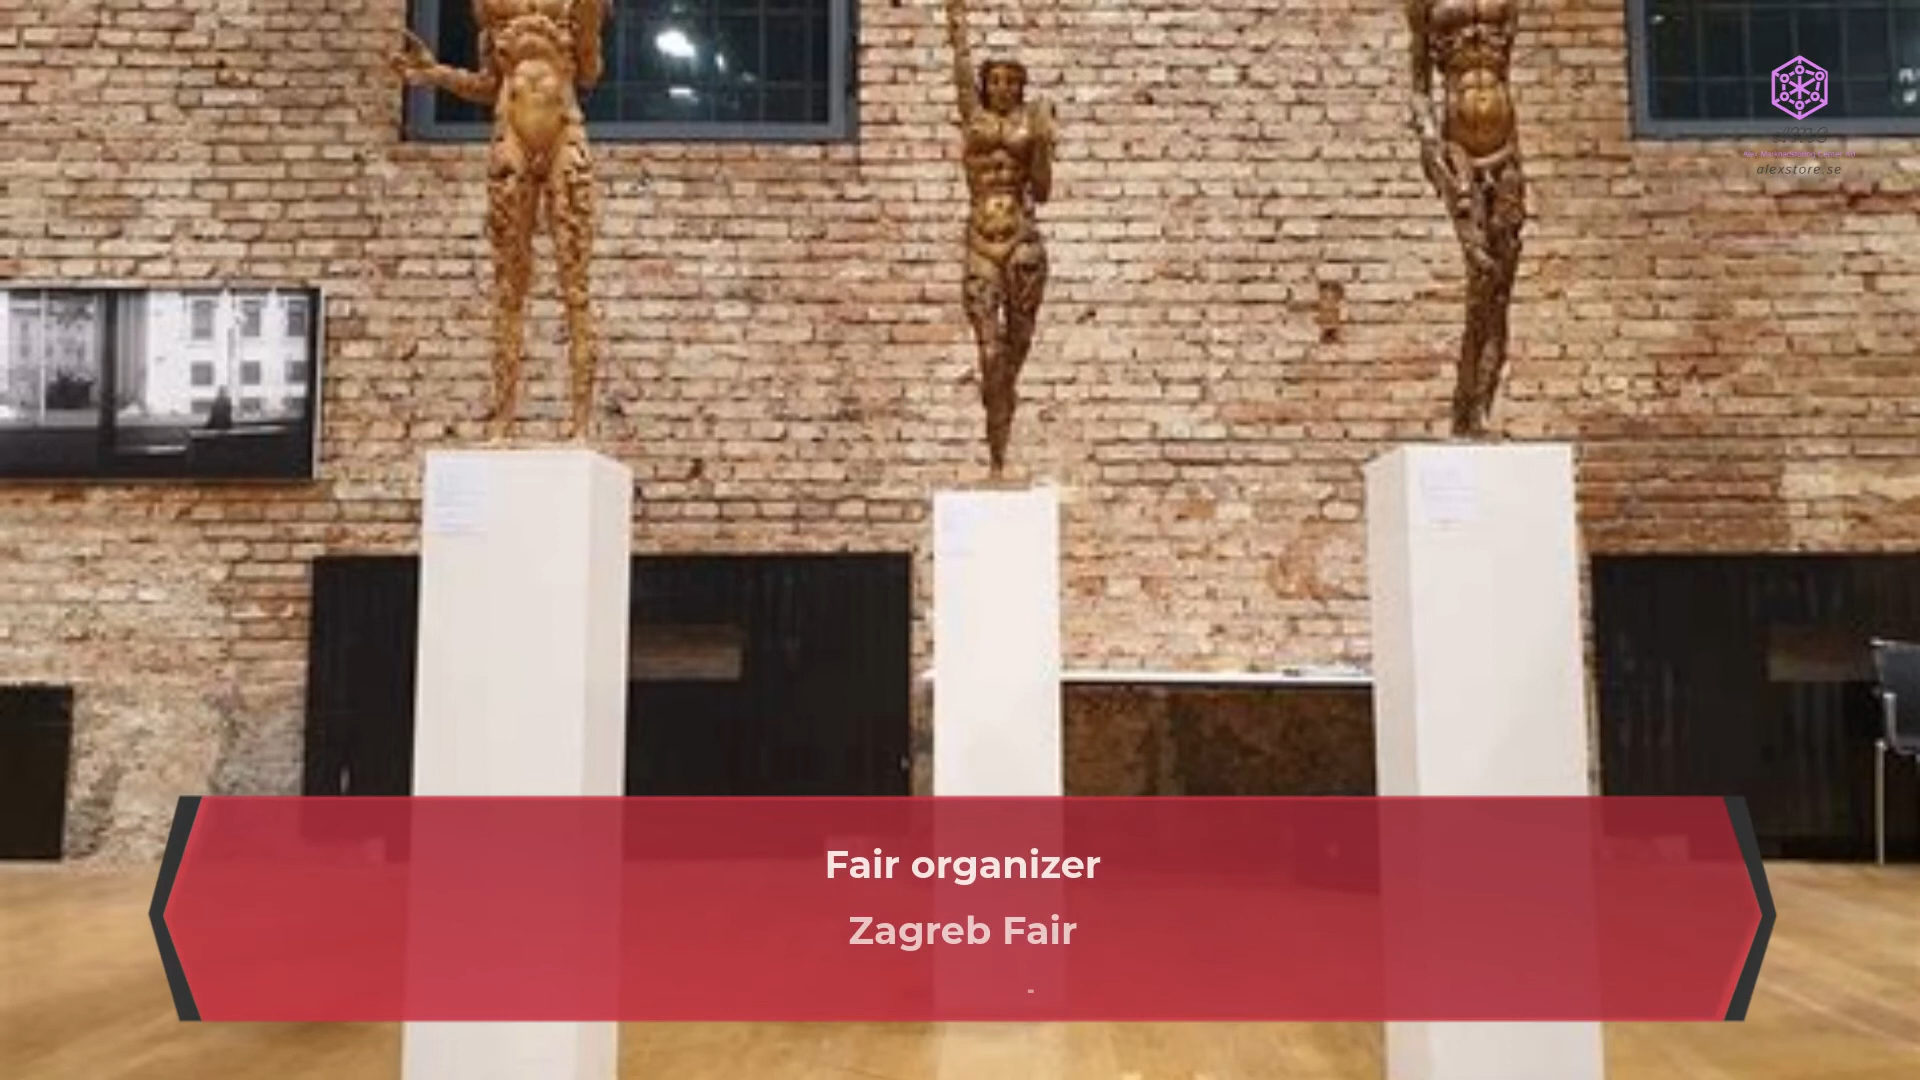 alexstore.se
Fair organizer
Zagreb Fair
-